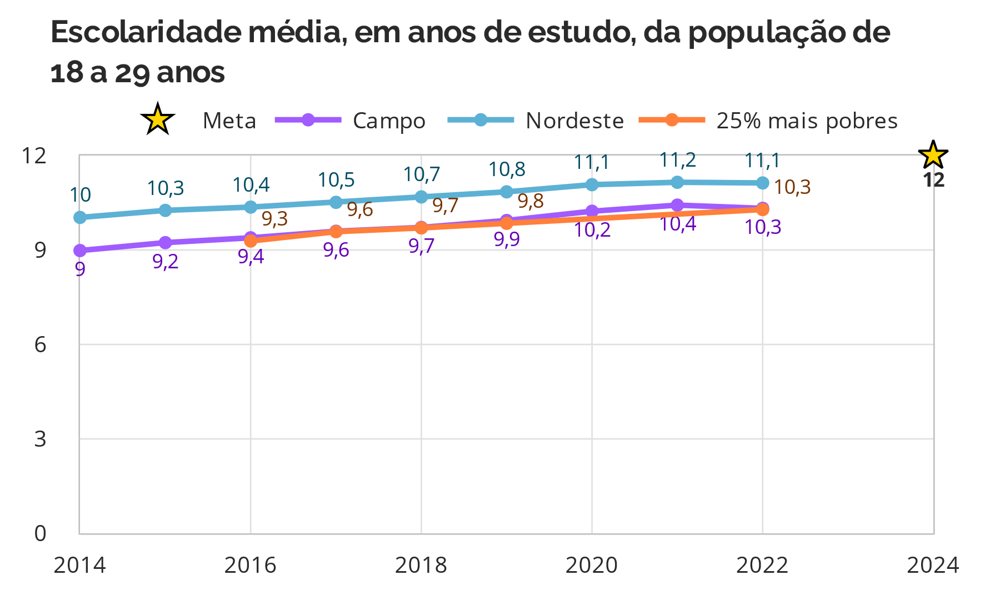 Escolaridade média, em anos de estudo, da população de
18 a 29 anos
Meta Campo Nordeste 25% mais pobres
12
9
6
3
0
10 10,3 10,4 10,5 10,7 10,8 11,1 11,2 11,1
9,3 9,6 9,7 9,8 10,3
9 9,2 9,4 9,6 9,7 9,9 10,2 10,4 10,3
12
2014 2016 2018 2020 2022 2024